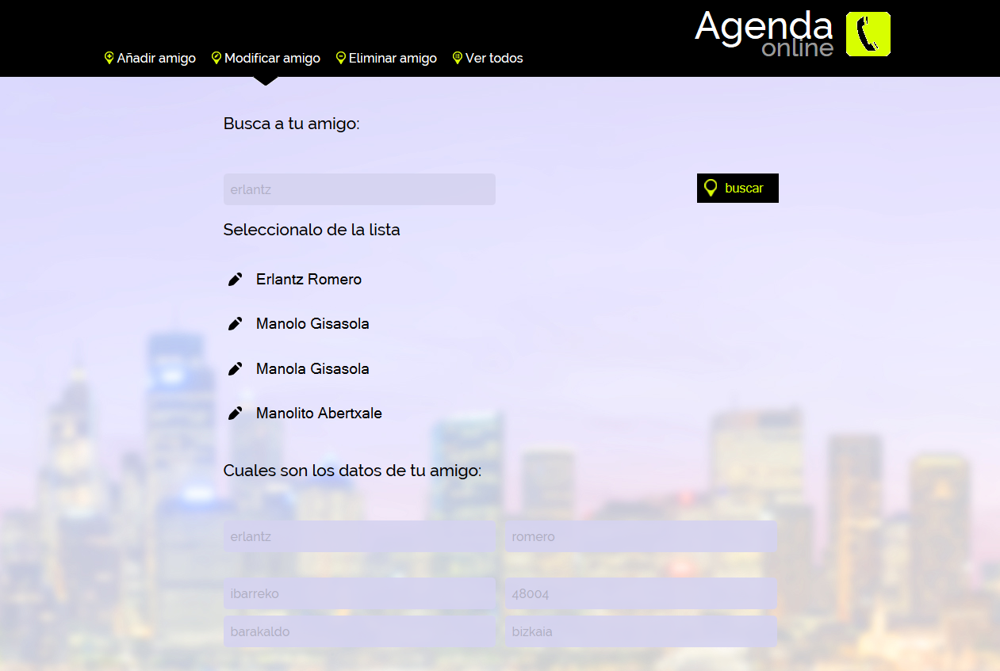 Agenda
online
Añadir amigo Modificar amigo Eliminar amigo Ver todos
Busca a tu amigo:
erlantz buscar
Seleccionalo de la lista
Erlantz Romero
Manolo Gisasola
Manola Gisasola
Manolito Abertxale
Cuales son los datos de tu amigo:
erlantz romero
ibarreko 48004
barakaldo bizkaia